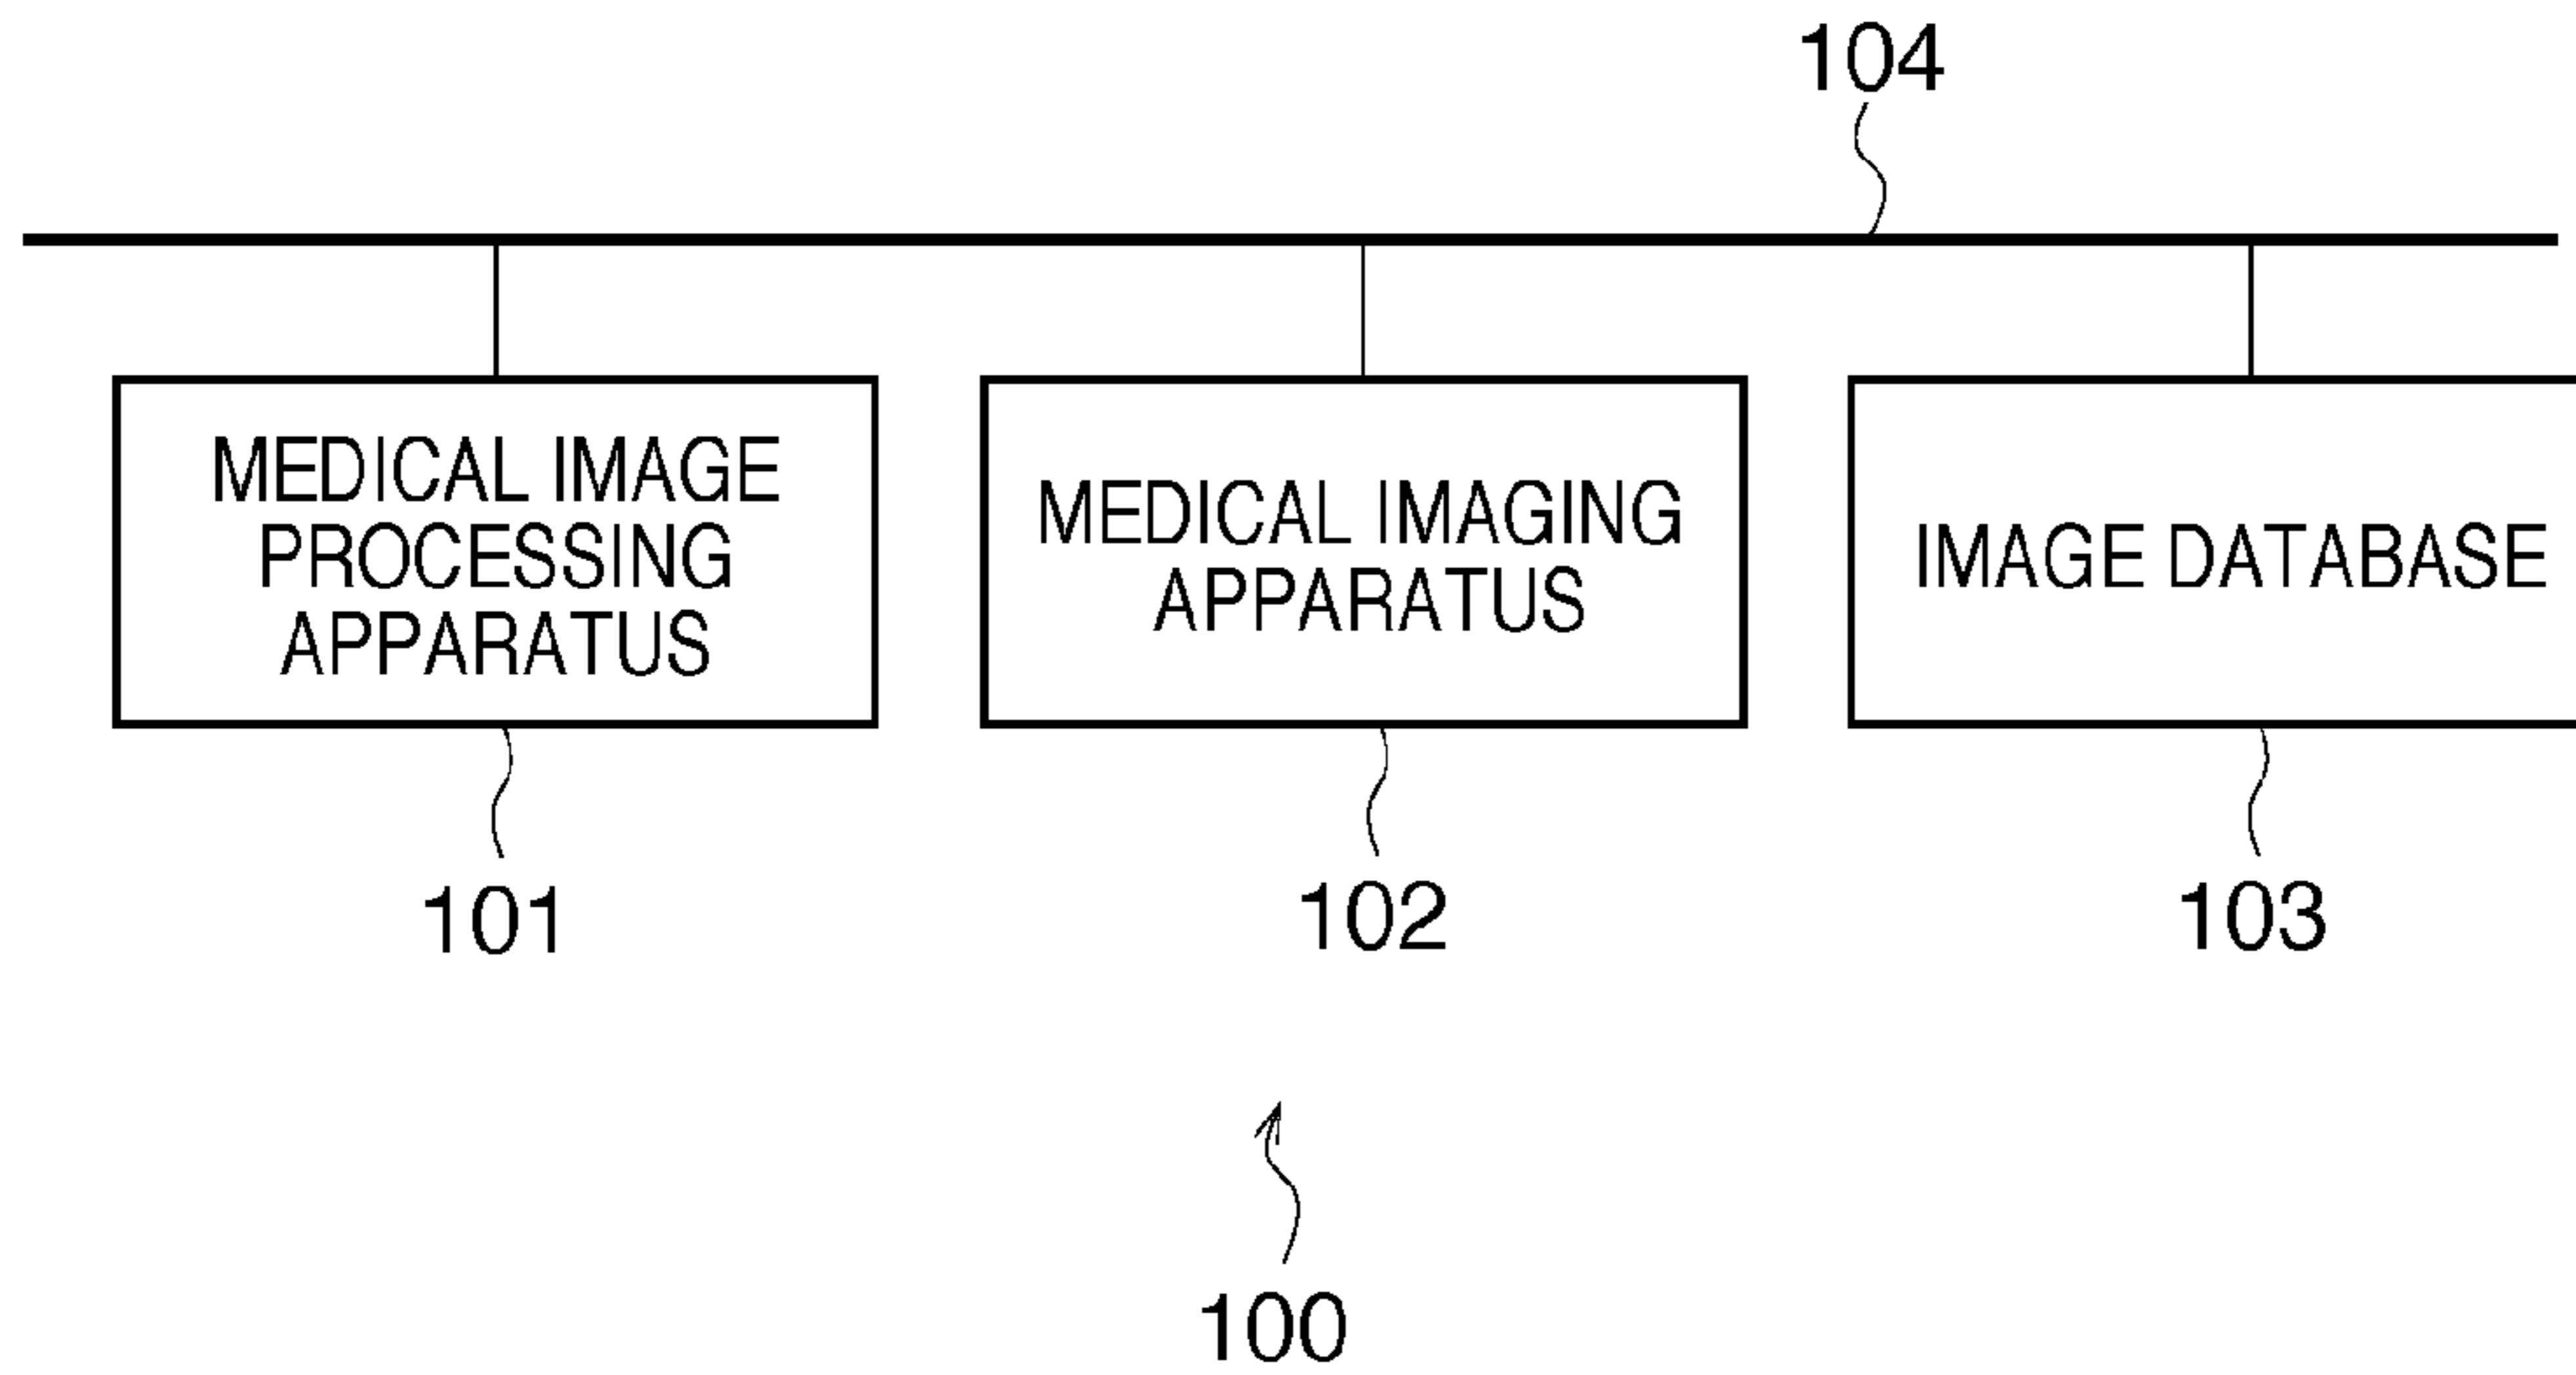 104
MEDICAL IMAGE
PROCESSING
APPARATUS
MEDICAL IMAGING
APPARATUS
IMAGE DATABASE
101
102
103
100